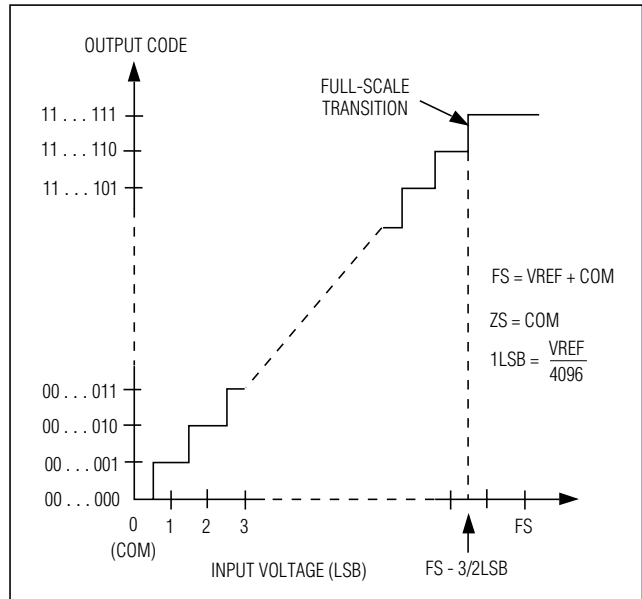 OUTPUT CODE
FULL-SCALE
TRANSITION
11 . . . 111
11 . . . 110
11 . . . 101
FS = VREF + COM
ZS = COM
1LSB = VREF
4096
00 . . . 011
00 . . . 010
00 . . . 001
00 . . . 000
0 1 2 3 FS
(COM)
INPUT VOLTAGE (LSB) FS - 3/2LSB